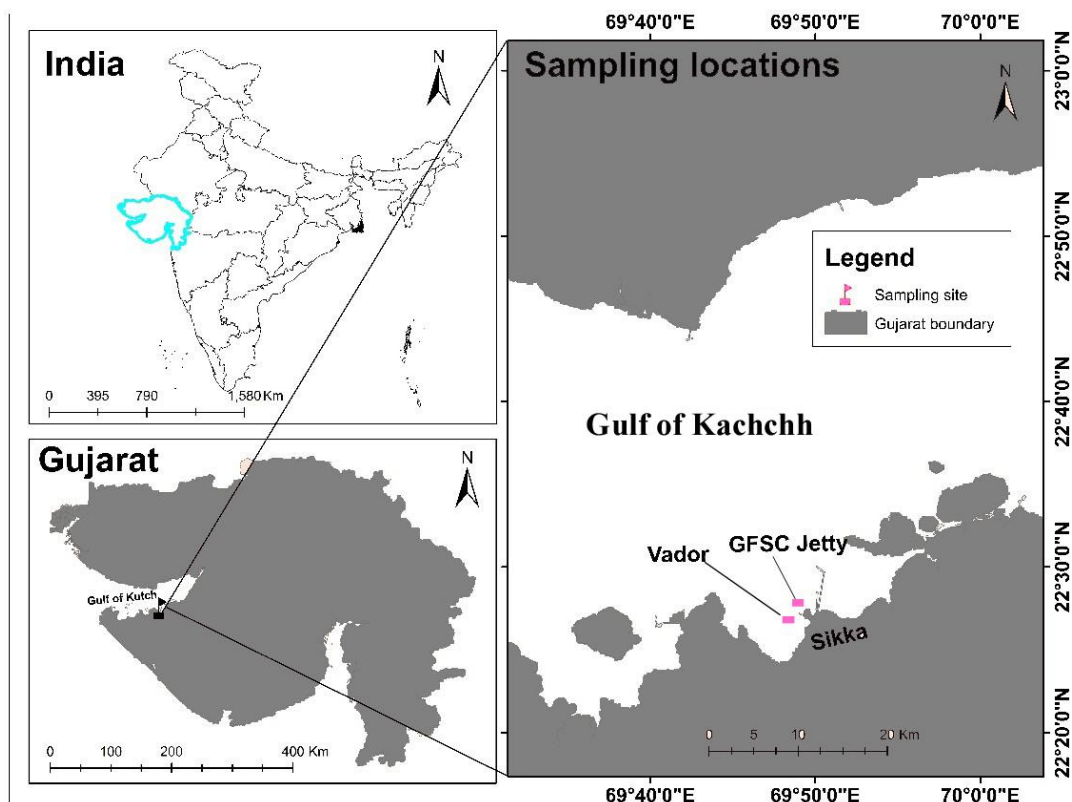 India
N
0 395 790 1,580 Km
Gujarat
N
Gulf of Kutch
0 100 200 400 Km
69°40'0"E 69°50'0"E 70°0'0"E
Sampling locations
N
23°0'0"N
22°50'0"N
22°40'0"N
22°30'0"N
22°20'0"N
Legend
Sampling site
Gujarat boundary
Gulf of Kachchh
GFSC Jetty
Vador
Sikka
0 5 10 20 Km
69°40'0"E 69°50'0"E 70°0'0"E